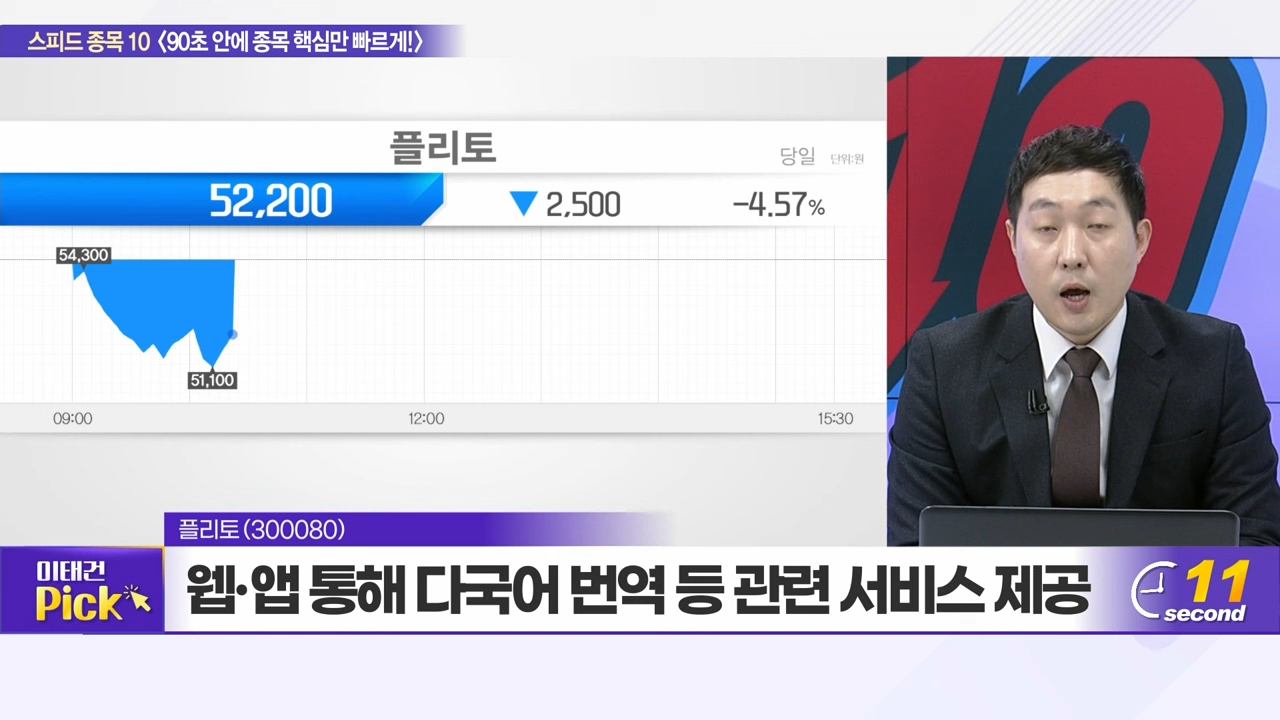 스피드 종목 10 <90초 안에 종목 핵심만 빠르게!>
플리토
당일 단위:원
52,200 ▼ 2,500 -4.57%
54,300
51,100
09:00 12:00 15:30
플리토(300080)
이태건
Pick
웹·앱 통해 다국어 번역 등 관련 서비스 제공
11
second
10